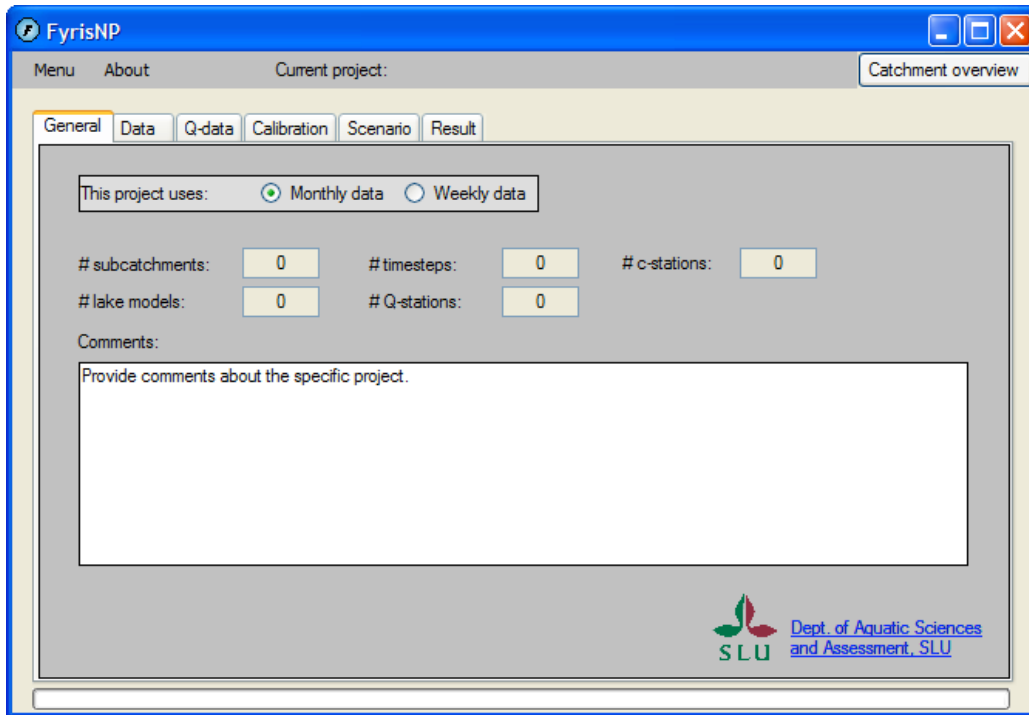 FyrisNP
Menu About Current project: Catchment overview
General Data Q-data Calibration Scenario Result
This project uses: Monthly data Weekly data
# subcatchments: 0 # timesteps: 0 # c-stations: 0
# lake models: 0 # Q-stations: 0
Comments:
Provide comments about the specific project.
SLU
Dept. of Aquatic Sciences
and Assessment, SLU